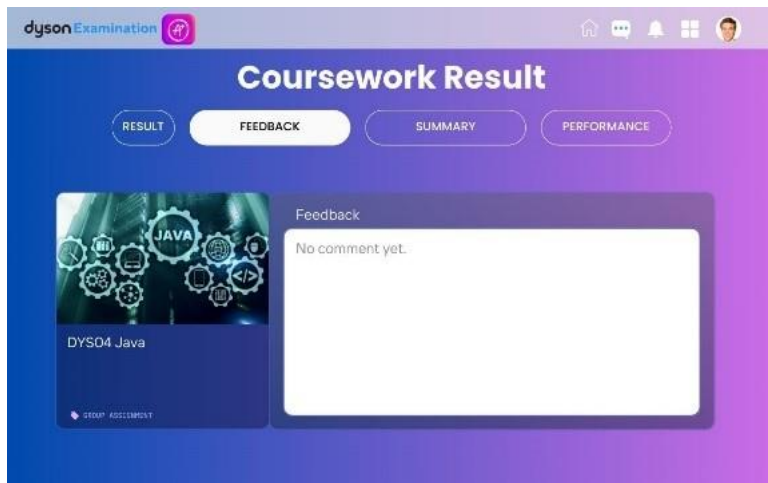 dyson Examination A+
Coursework Result
RESULT FEEDBACK SUMMARY PERFORMANCE
JAVA
</>
DYS04 Java
GROUP ASSIGNMENT
Feedback
No comment yet.